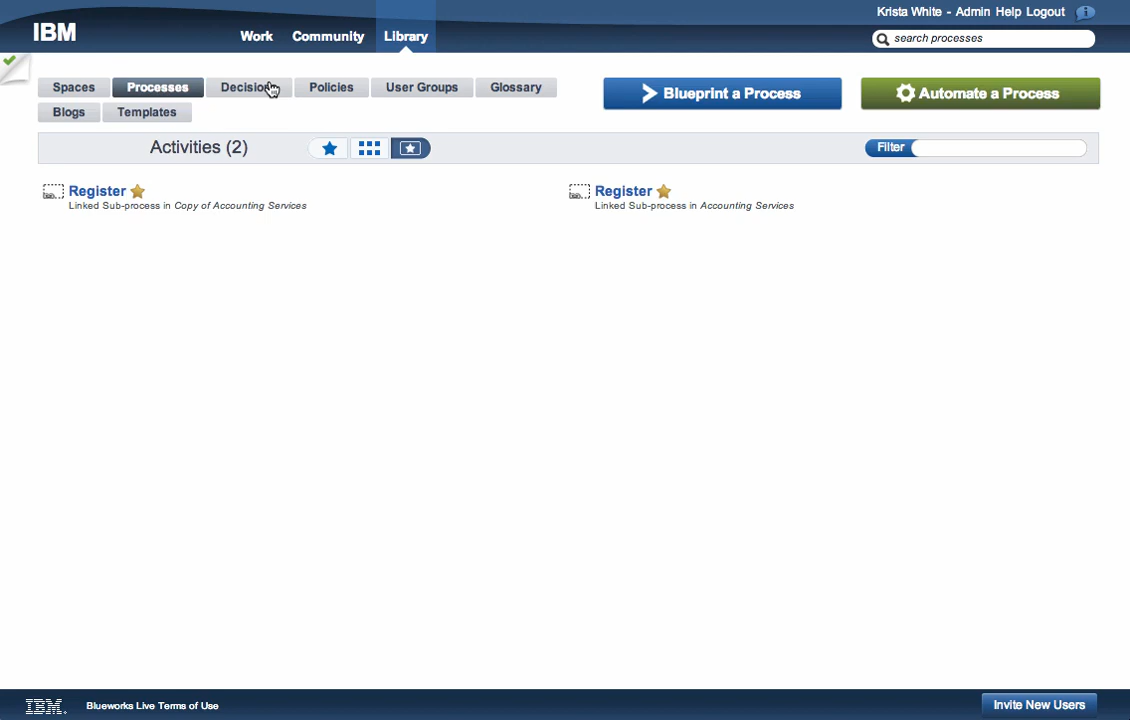 Krista White - Admin Help Logout
IBM
Work Community Library
search processes
Spaces Processes Decisions Policies User Groups Glossary
Blueprint a Process Automate a Process
Blogs Templates
Activities (2)
Filter
Register Register
Linked Sub-process in Copy of Accounting Services Linked Sub-process in Accounting Services
IBM. Blueworks Live Terms of Use Invite New Users